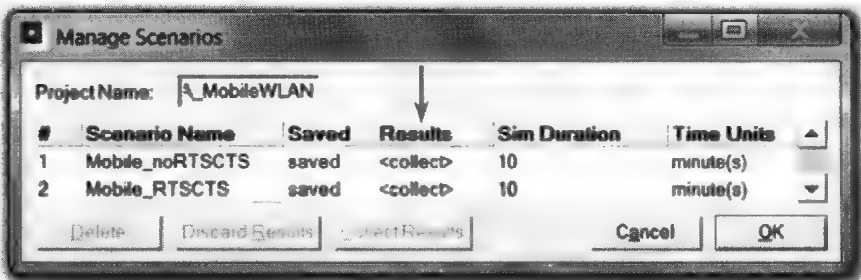 Manage Scenarios
Project Name: \_MobileWLAN
# Scenario Name Saved Results Sim Duration Time Units
1 Mobile_noRTSCTS saved <collect> 10 minute(s)
2 Mobile_RTSCTS saved <collect> 10 minute(s)
Delete Discard Results Collect Results Cancel OK